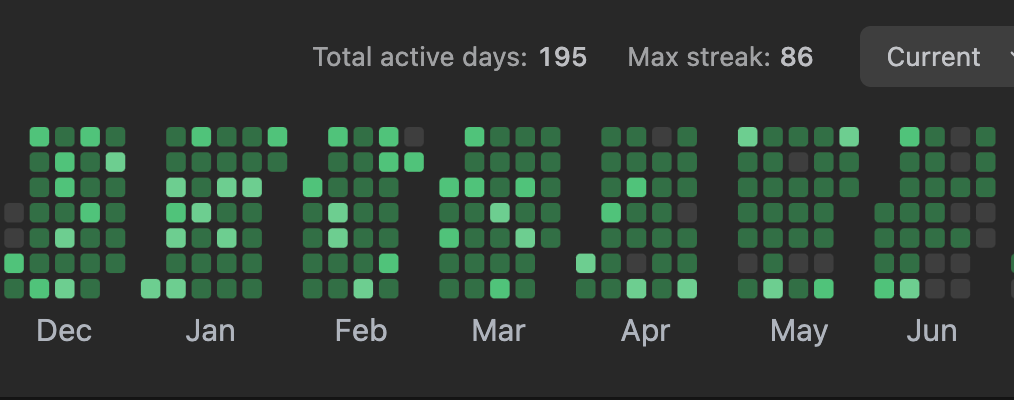 Total active days: 195 Max streak: 86 Current
Dec Jan Feb Mar Apr May Jun